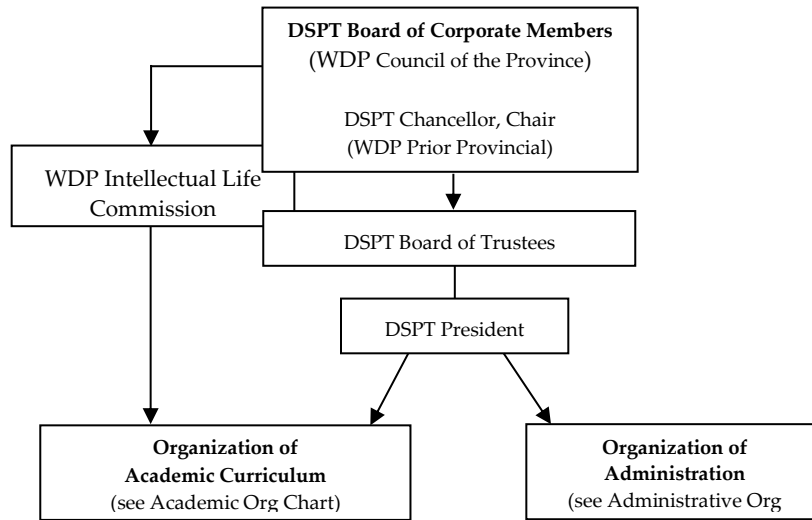 DSPT Board of Corporate Members
(WDP Council of the Province)
DSPT Chancellor, Chair
(WDP Prior Provincial)
WDP Intellectual Life
Commission
DSPT Board of Trustees
DSPT President
Organization of
Academic Curriculum
(see Academic Org Chart)
Organization of
Administration
(see Administrative Org